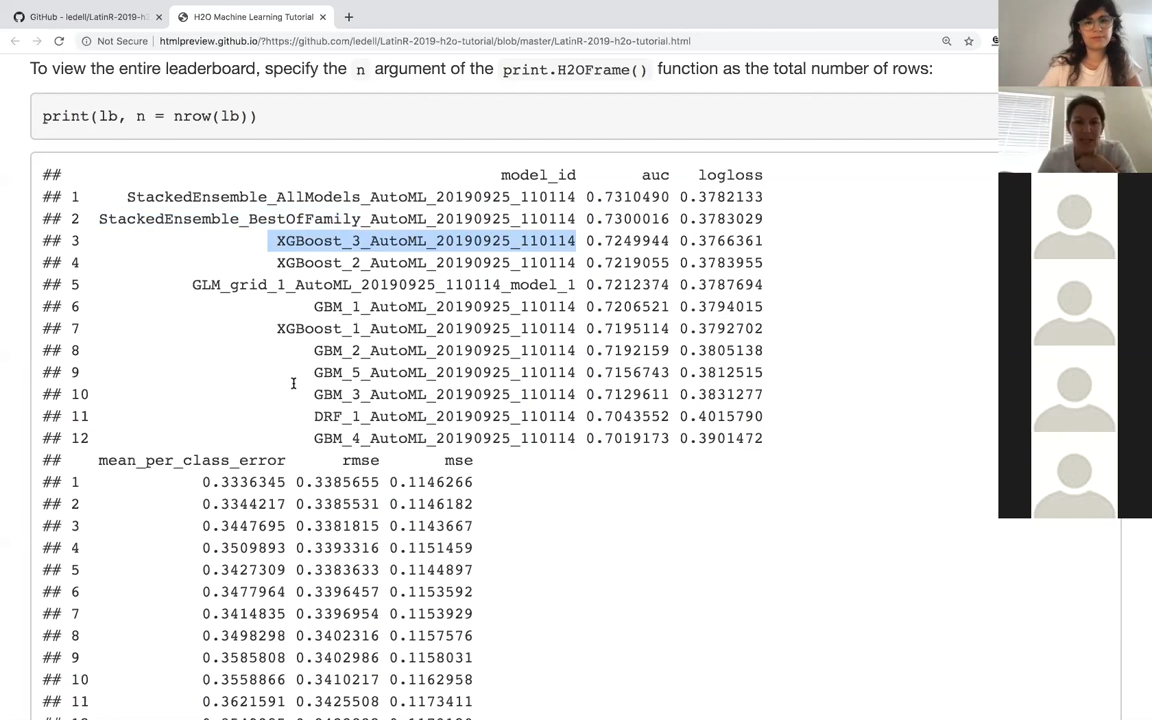 GitHub - ledell/LatinR-2019-h2 H2O Machine Learning Tutorial
Not Secure htmlpreview.github.io/?https://github.com/ledell/LatinR-2019-h2o-tutorial/blob/master/LatinR-2019-h2o-tutorial.html
To view the entire leaderboard, specify the n argument of the print.H2OFrame() function as the total number of rows:
print(lb, n = nrow(lb))
## model_id auc logloss
## 1 StackedEnsemble_AllModels_AutoML_20190925_110114 0.7310490 0.3782133
## 2 StackedEnsemble_BestOfFamily_AutoML_20190925_110114 0.7300016 0.3783029
## 3 XGBoost_3_AutoML_20190925_110114 0.7249944 0.3766361
## 4 XGBoost_2_AutoML_20190925_110114 0.7219055 0.3783955
## 5 GLM_grid_1_AutoML_20190925_110114_model_1 0.7212374 0.3787694
## 6 GBM_1_AutoML_20190925_110114 0.7206521 0.3794015
## 7 XGBoost_1_AutoML_20190925_110114 0.7195114 0.3792702
## 8 GBM_2_AutoML_20190925_110114 0.7192159 0.3805138
## 9 GBM_5_AutoML_20190925_110114 0.7156743 0.3812515
## 10 GBM_3_AutoML_20190925_110114 0.7129611 0.3831277
## 11 DRF_1_AutoML_20190925_110114 0.7043552 0.4015790
## 12 GBM_4_AutoML_20190925_110114 0.7019173 0.3901472
## mean_per_class_error rmse mse
## 1 0.3336345 0.3385655 0.1146266
## 2 0.3344217 0.3385531 0.1146182
## 3 0.3447695 0.3381815 0.1143667
## 4 0.3509893 0.3393316 0.1151459
## 5 0.3427309 0.3383633 0.1144897
## 6 0.3477964 0.3396457 0.1153592
## 7 0.3414835 0.3396954 0.1153929
## 8 0.3498298 0.3402316 0.1157576
## 9 0.3585808 0.3402986 0.1158031
## 10 0.3558866 0.3410217 0.1162958
## 11 0.3621591 0.3425508 0.1173411